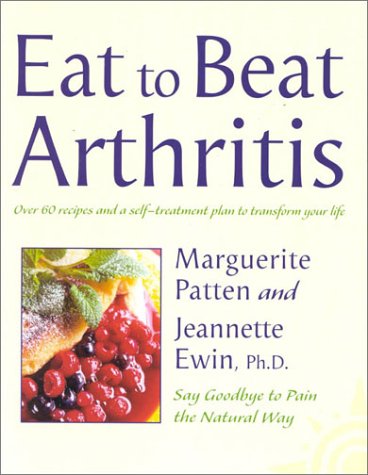 Eat to Beat
Arthritis
Over 60 recipes and a self-treatment plan to transform your life
Marguerite
Patten and
Jeannette
Ewin, Ph.D.
Say Goodbye to Pain
the Natural Way